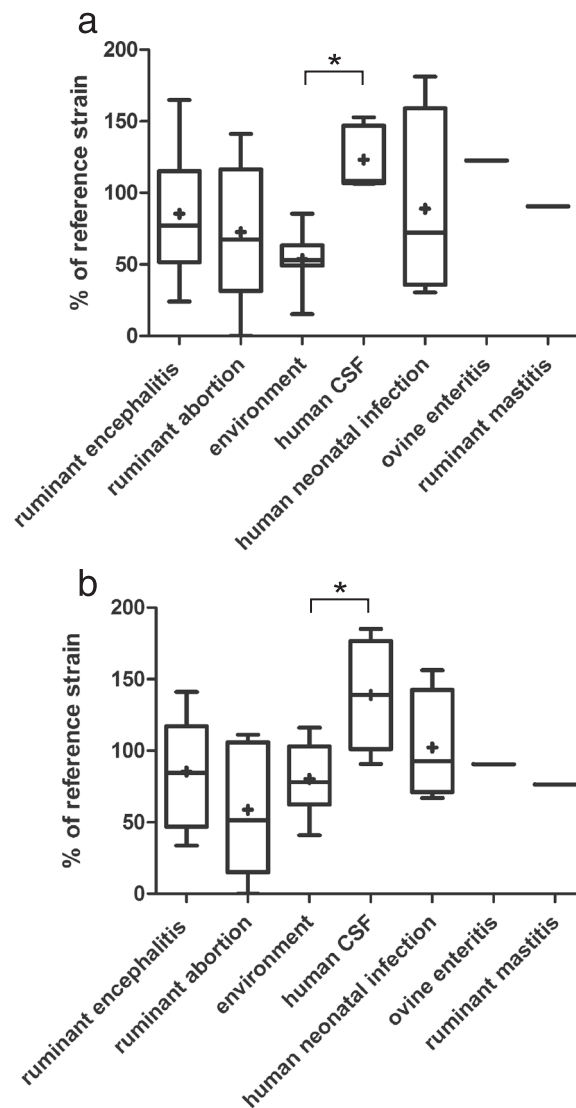 a
% of reference strain
200
150
100
50
0
*
ruminant encephalitis
ruminant abortion
environment
human CSF
human neonatal infection
ovine enteritis
ruminant mastitis
b
% of reference strain
200
150
100
50
0
*
ruminant encephalitis
ruminant abortion
environment
human CSF
human neonatal infection
ovine enteritis
ruminant mastitis